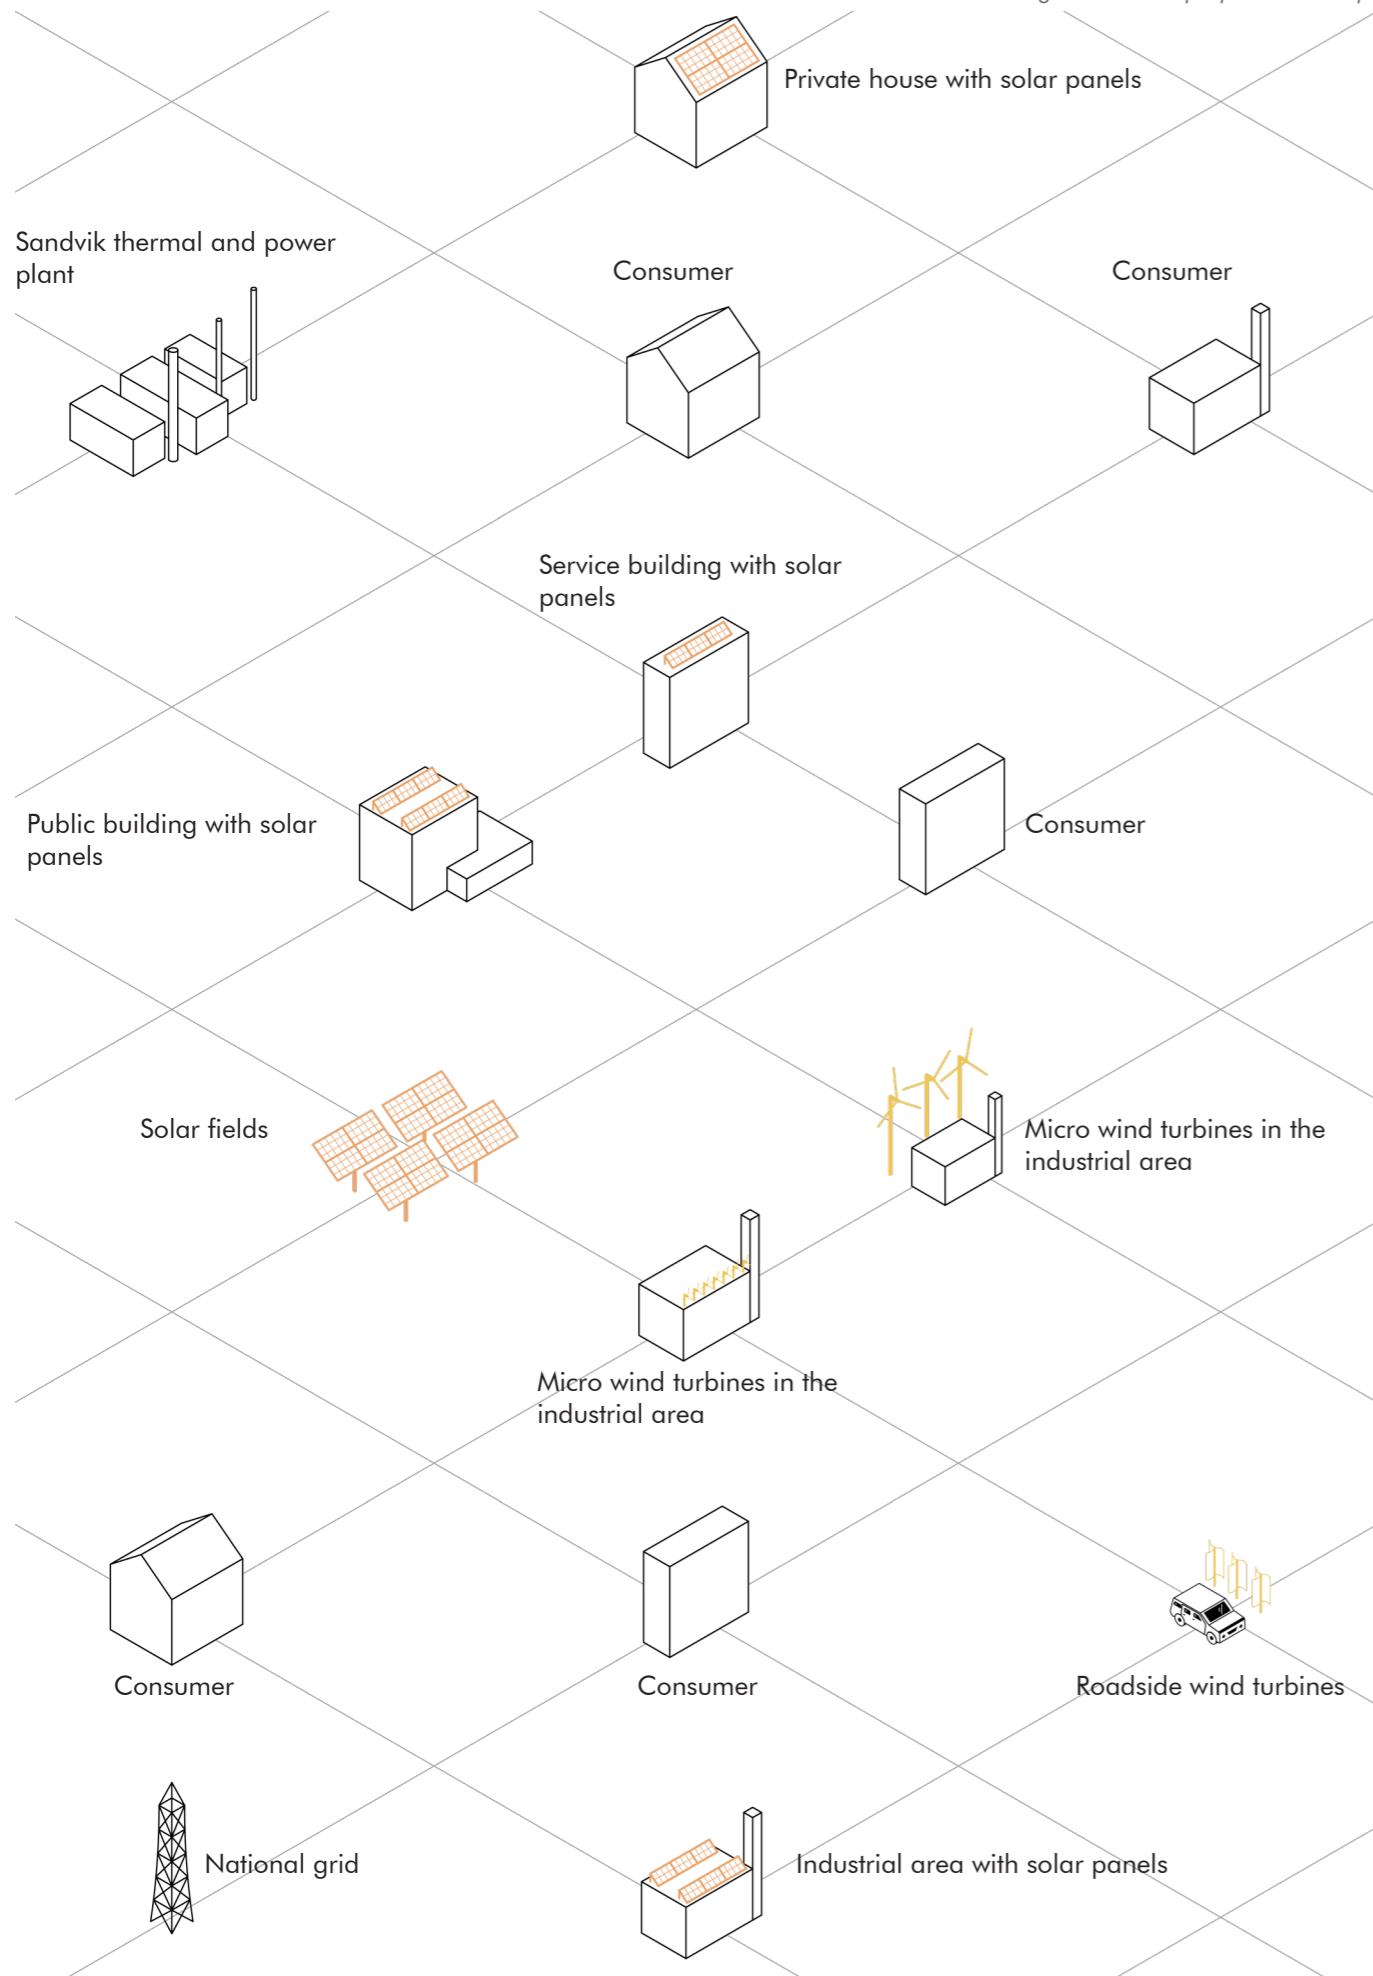 Private house with solar panels
Sandvik thermal and power
plant
Consumer
Consumer
Service building with solar
panels
Public building with solar
panels
Consumer
Solar fields
Micro wind turbines in the
industrial area
Micro wind turbines in the
industrial area
Consumer
Consumer
Roadside wind turbines
National grid
Industrial area with solar panels